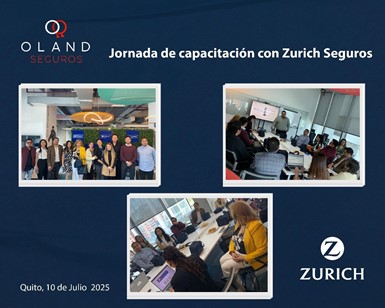 OLAND
SEGUROS
Jornada de capacitación con Zurich Seguros
Quito, 10 de Julio 2025
Z
ZURICH